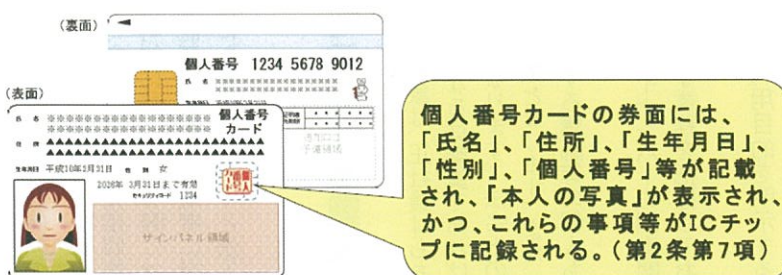 (裏面)
個人番号 1234 5678 9012
氏 名
(表面)
氏 名 ※※※※※※※※※※※※※※※※※※
※※※※※※※※※※※※※※※※※※
個人番号
カード
住 所 ▲▲▲▲▲▲▲▲▲▲▲▲▲▲▲▲▲▲
▲▲▲▲▲▲▲▲▲▲▲▲▲▲▲▲▲▲
生年月日 平成10年3月31日 性 別 女
2026年 3月31日まで有効
セキュリティコード 1234
サインパネル領域
個人番号カードの券面には、
「氏名」、「住所」、「生年月日」、
「性別」、「個人番号」等が記載
され、「本人の写真」が表示され、
かつ、これらの事項等がICチッ
プに記録される。(第2条第7項)